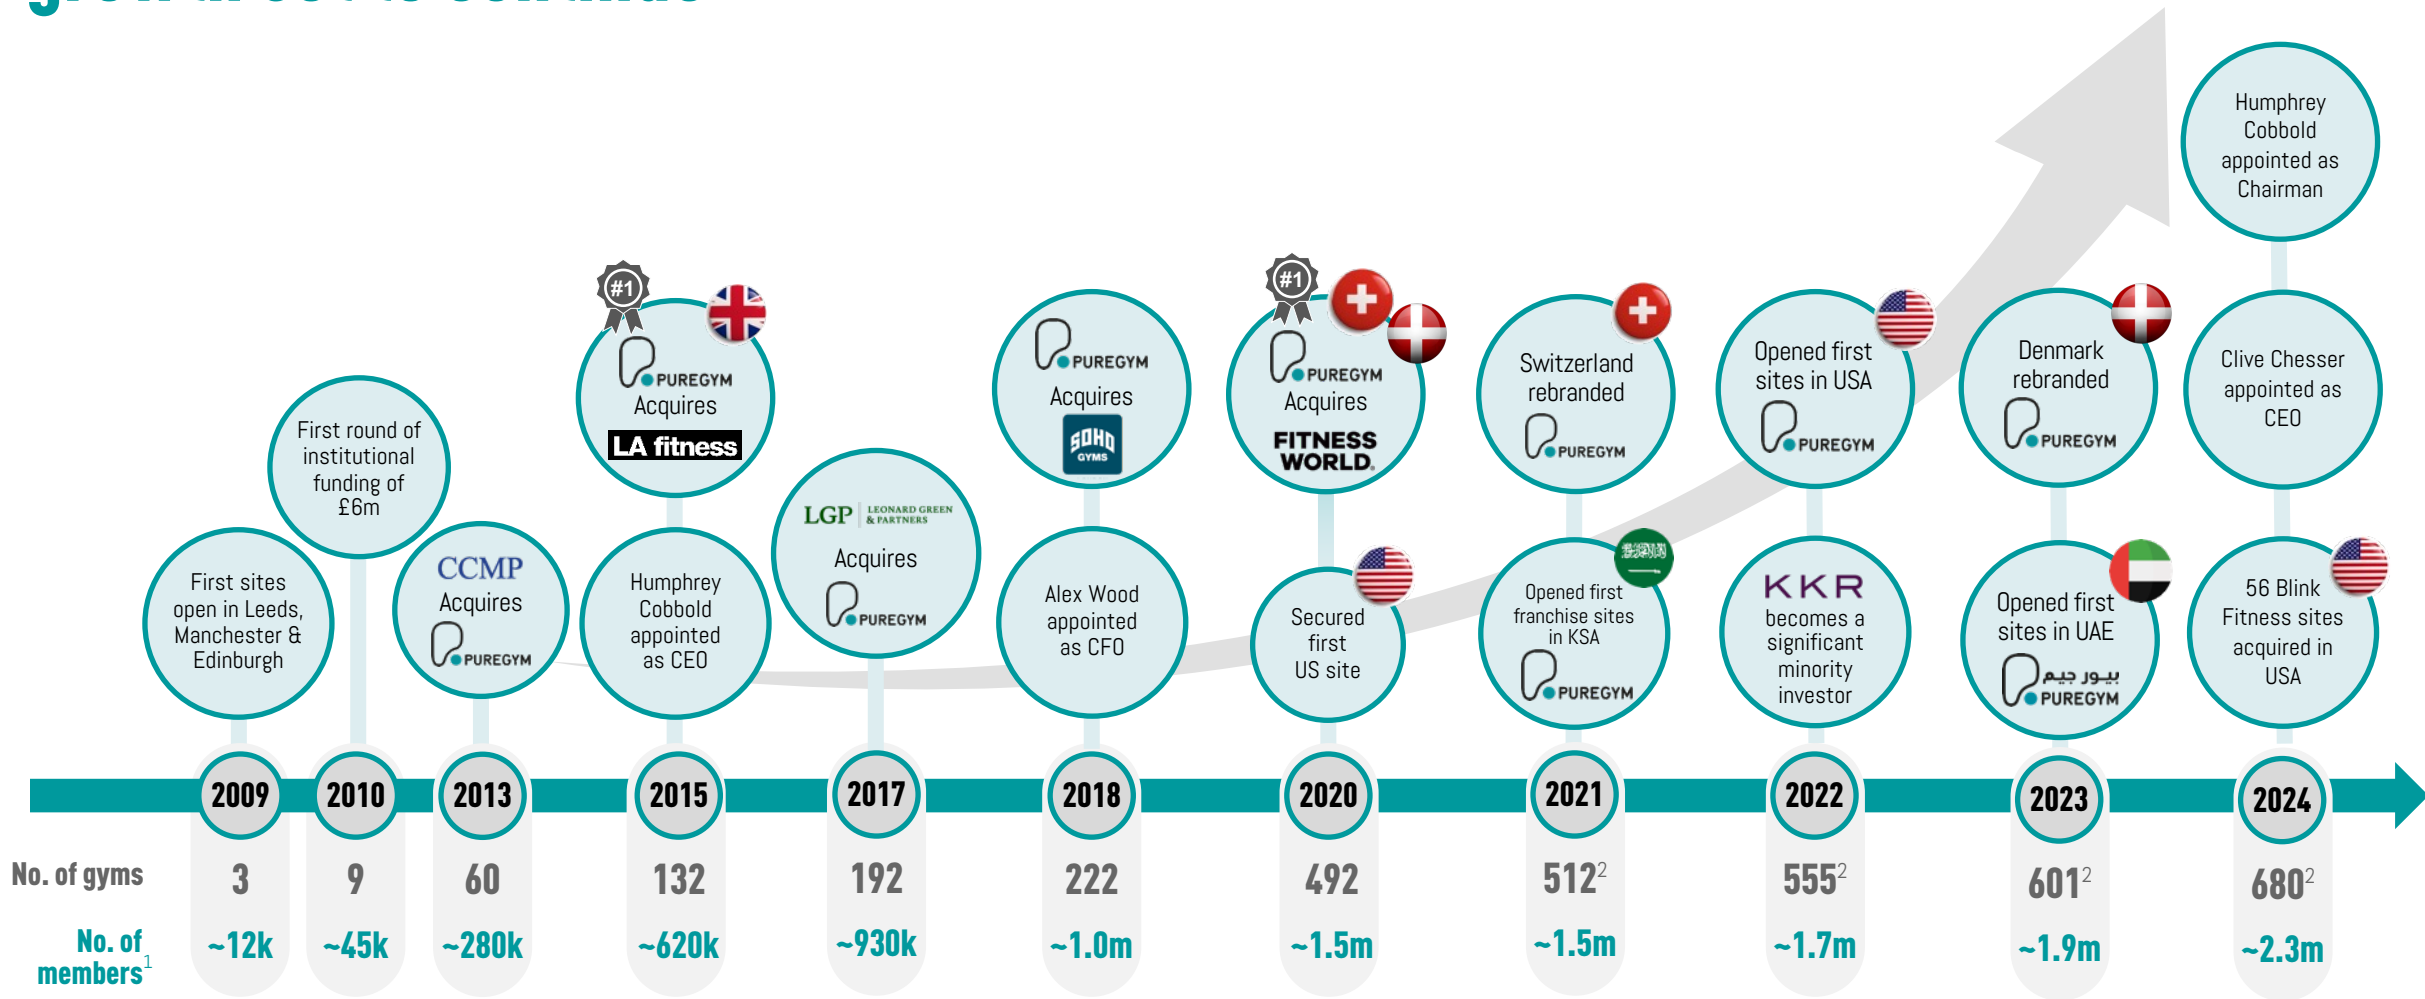 #1
PUREGYM
Acquires
LA fitness
PUREGYM
Acquires
SOHO
GYMS
#1
PUREGYM
Acquires
FITNESS
WORLD.
Switzerland
rebranded
PUREGYM
Opened first
sites in USA
PUREGYM
Denmark
rebranded
PUREGYM
Humphrey
Cobbold
appointed as
Chairman
Clive Chesser
appointed as
CEO
First sites
open in Leeds,
Manchester &
Edinburgh
First round of
institutional
funding of
£6m
CCMP
Acquires
PUREGYM
Humphrey
Cobbold
appointed
as CEO
LGP LEONARD GREEN
& PARTNERS
Acquires
PUREGYM
Alex Wood
appointed
as CFO
Secured
first
US site
Opened first
franchise sites
in KSA
PUREGYM
KKR
becomes a
significant
minority
investor
Opened first
sites in UAE
بيور جيم
PUREGYM
56 Blink
Fitness sites
acquired in
USA
2009 2010 2013 2015 2017 2018 2020 2021 2022 2023 2024
No. of gyms 3 9 60 132 192 222 492 512² 555² 601² 680²
No. of
members¹ ~12k ~45k ~280k ~620k ~930k ~1.0m ~1.5m ~1.5m ~1.7m ~1.9m ~2.3m